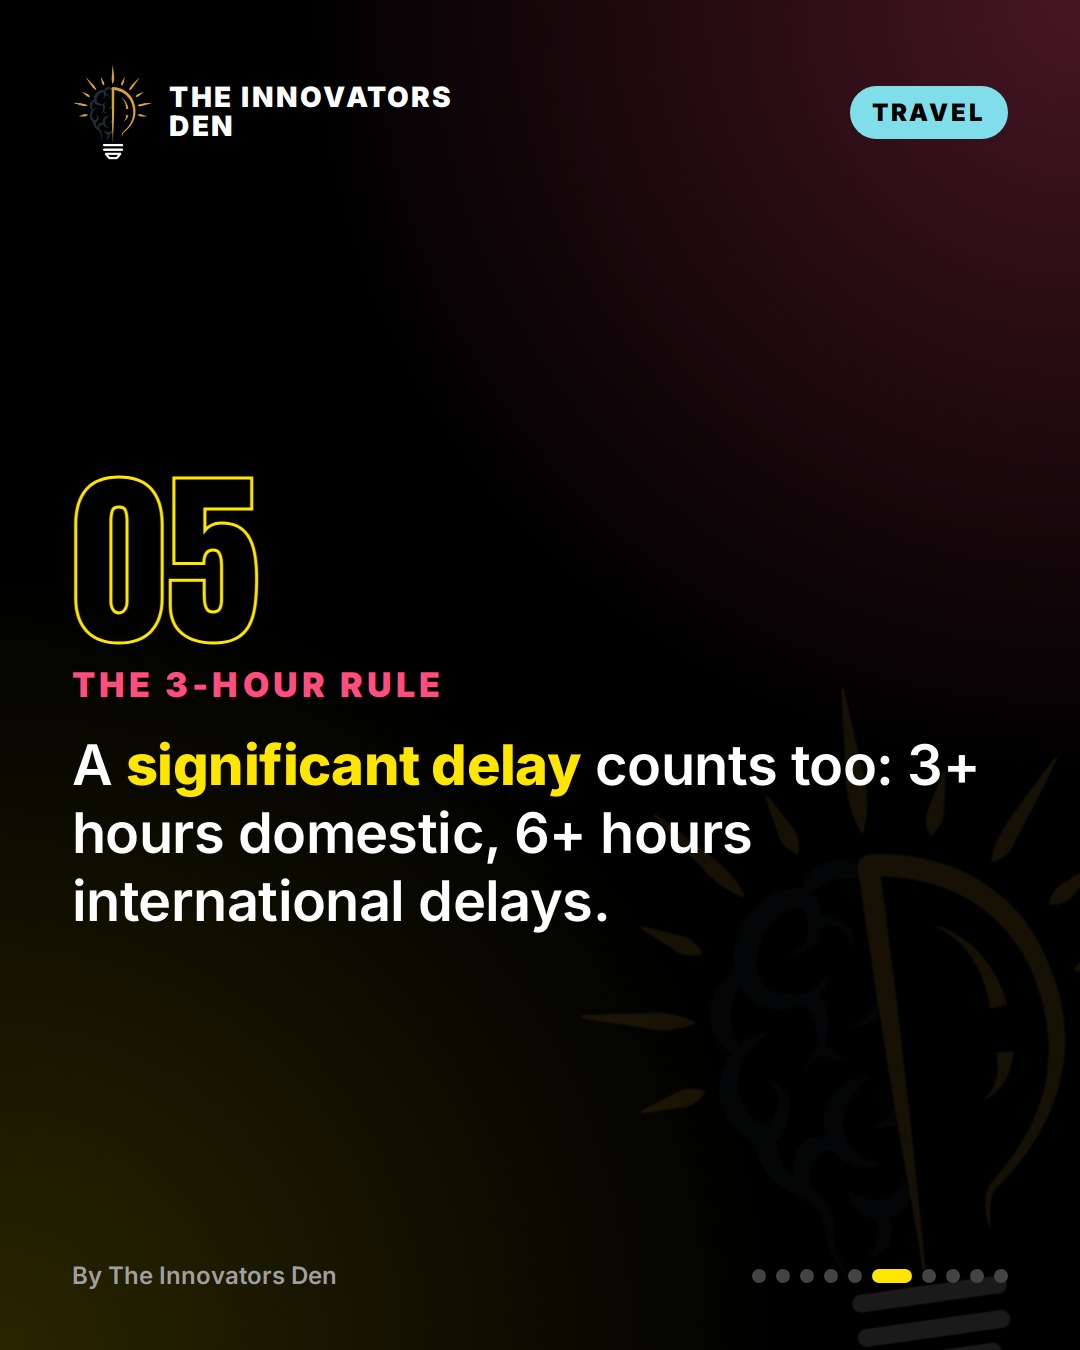 THE INNOVATORS
DEN
TRAVEL
05
THE 3-HOUR RULE
A significant delay counts too: 3+
hours domestic, 6+ hours
international delays.
By The Innovators Den